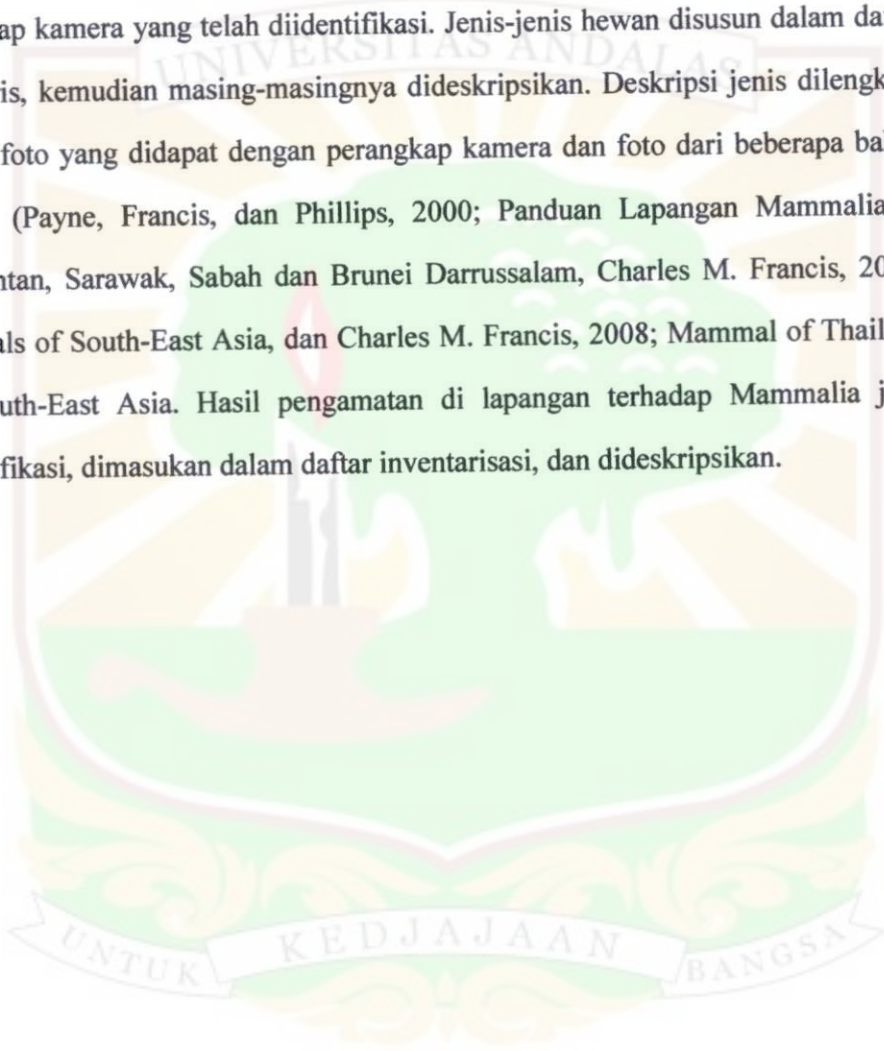 ap kamera yang telah diidentifikasi. Jenis-jenis hewan disusun dalam da
UNIVERSITAS ANDALAS
is, kemudian masing-masingnya dideskripsikan. Deskripsi jenis dilengk
foto yang didapat dengan perangkap kamera dan foto dari beberapa ba
(Payne, Francis, dan Phillips, 2000; Panduan Lapangan Mammalia
ntan, Sarawak, Sabah dan Brunei Darrussalam, Charles M. Francis, 20
als of South-East Asia, dan Charles M. Francis, 2008; Mammal of Thail
uth-East Asia. Hasil pengamatan di lapangan terhadap Mammalia j
fikasi, dimasukan dalam daftar inventarisasi, dan dideskripsikan.
UNTUK KEDJAJAAN BANGSA